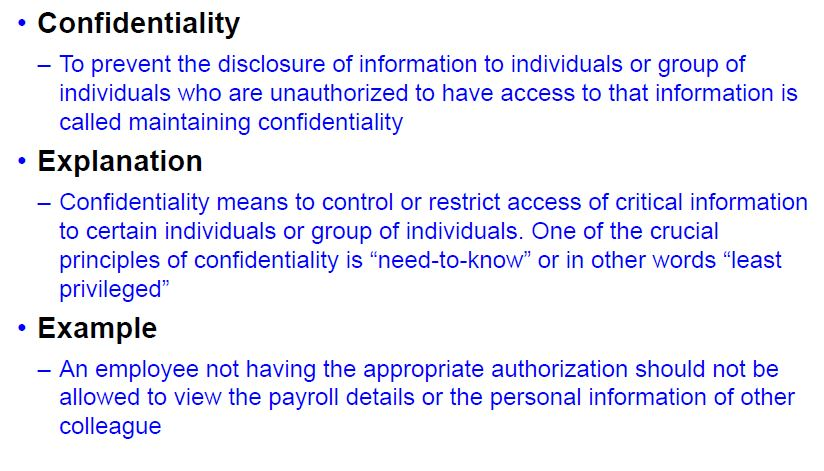 • Confidentiality
– To prevent the disclosure of information to individuals or group of
individuals who are unauthorized to have access to that information is
called maintaining confidentiality
• Explanation
– Confidentiality means to control or restrict access of critical information
to certain individuals or group of individuals. One of the crucial
principles of confidentiality is “need-to-know” or in other words “least
privileged”
• Example
– An employee not having the appropriate authorization should not be
allowed to view the payroll details or the personal information of other
colleague